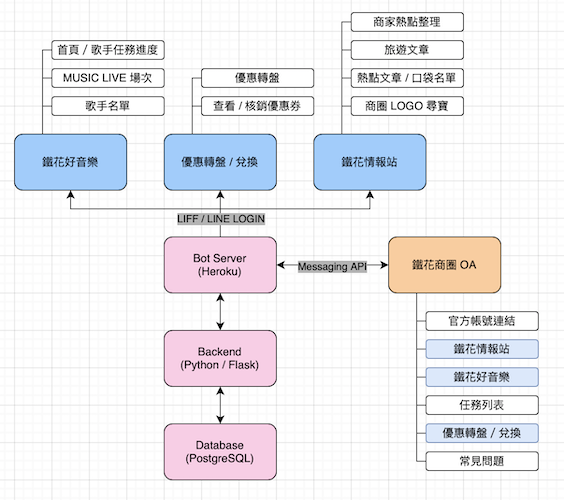 首頁 / 歌手任務進度
MUSIC LIVE 場次
歌手名單
優惠轉盤
查看 / 核銷優惠券
商家熱點整理
旅遊文章
熱點文章 / 口袋名單
商圈 LOGO 尋寶
鐵花好音樂
優惠轉盤 / 兌換
鐵花情報站
LIFF / LINE LOGIN
Bot Server
(Heroku)
Messaging API
鐵花商圈 OA
Backend
(Python / Flask)
Database
(PostgreSQL)
官方帳號連結
鐵花情報站
鐵花好音樂
任務列表
優惠轉盤 / 兌換
常見問題